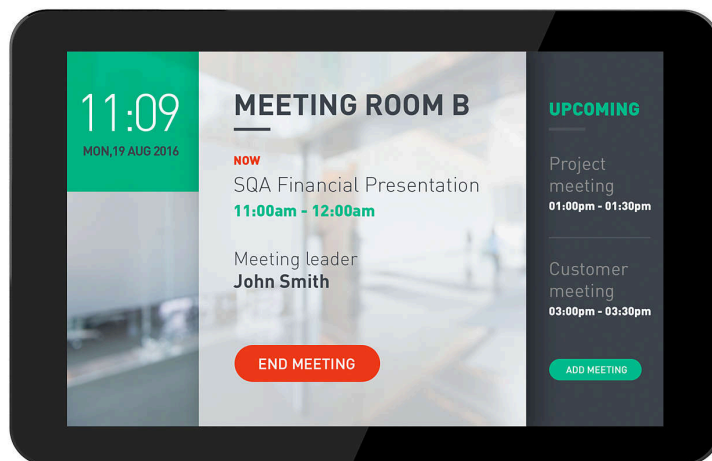 11:09
MON,19 AUG 2016
MEETING ROOM B
NOW
SQA Financial Presentation
11:00am - 12:00am
Meeting leader
John Smith
END MEETING
UPCOMING
Project
meeting
01:00pm - 01:30pm
Customer
meeting
03:00pm - 03:30pm
ADD MEETING